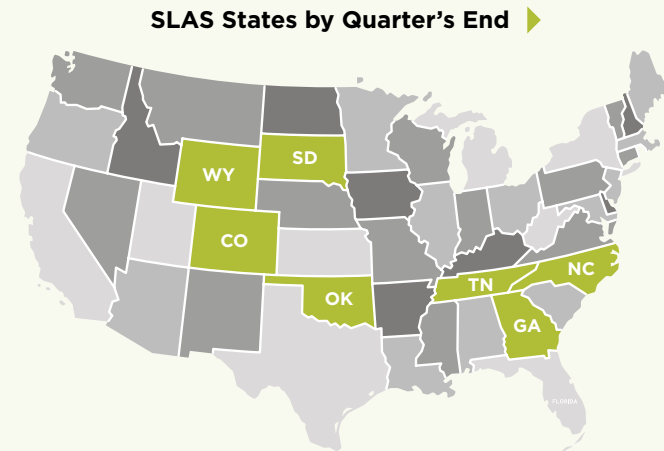 SLAS States by Quarter's End
SD
WY
CO
OK
TN
NC
GA
FLORIDA